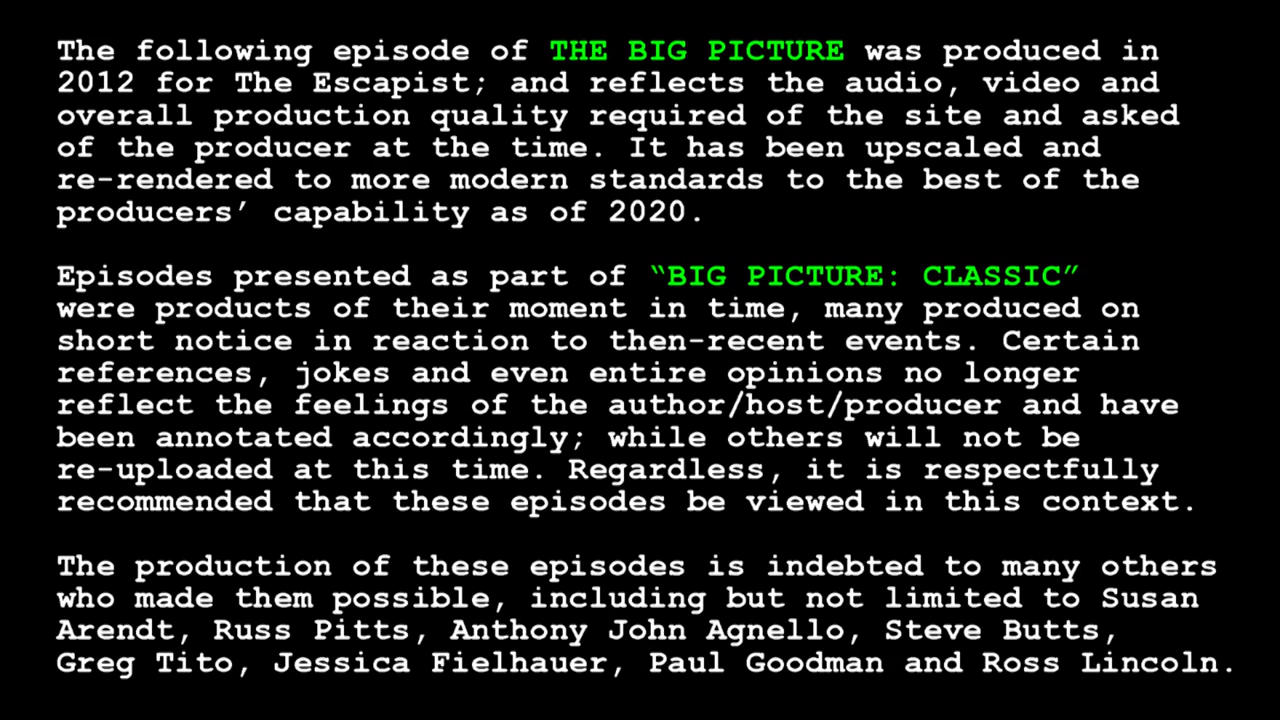 The following episode of THE BIG PICTURE was produced in
2012 for The Escapist; and reflects the audio, video and
overall production quality required of the site and asked
of the producer at the time. It has been upscaled and
re-rendered to more modern standards to the best of the
producers’ capability as of 2020.
Episodes presented as part of “BIG PICTURE: CLASSIC”
were products of their moment in time, many produced on
short notice in reaction to then-recent events. Certain
references, jokes and even entire opinions no longer
reflect the feelings of the author/host/producer and have
been annotated accordingly; while others will not be
re-uploaded at this time. Regardless, it is respectfully
recommended that these episodes be viewed in this context.
The production of these episodes is indebted to many others
who made them possible, including but not limited to Susan
Arendt, Russ Pitts, Anthony John Agnello, Steve Butts,
Greg Tito, Jessica Fielhauer, Paul Goodman and Ross Lincoln.